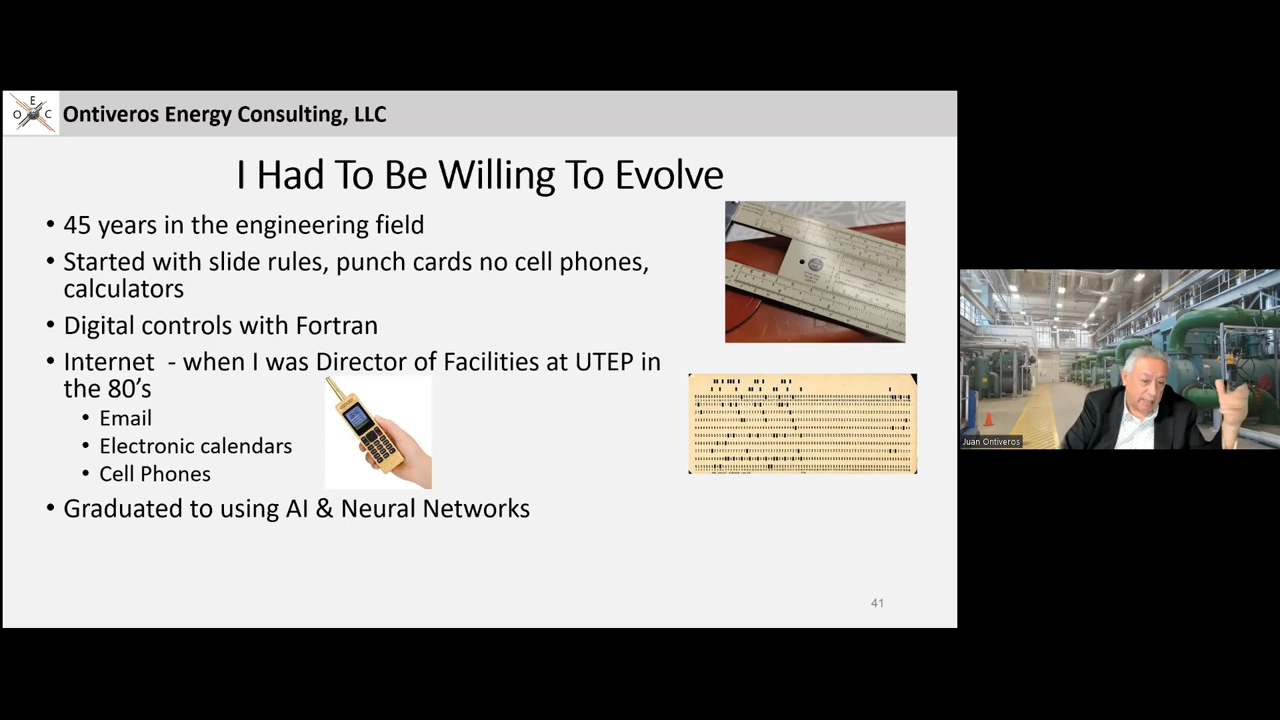 E
O C
Ontiveros Energy Consulting, LLC
I Had To Be Willing To Evolve
• 45 years in the engineering field
• Started with slide rules, punch cards no cell phones,
calculators
• Digital controls with Fortran
• Internet - when I was Director of Facilities at UTEP in
the 80’s
• Email
• Electronic calendars
• Cell Phones
• Graduated to using AI & Neural Networks
41
Juan Ontiveros